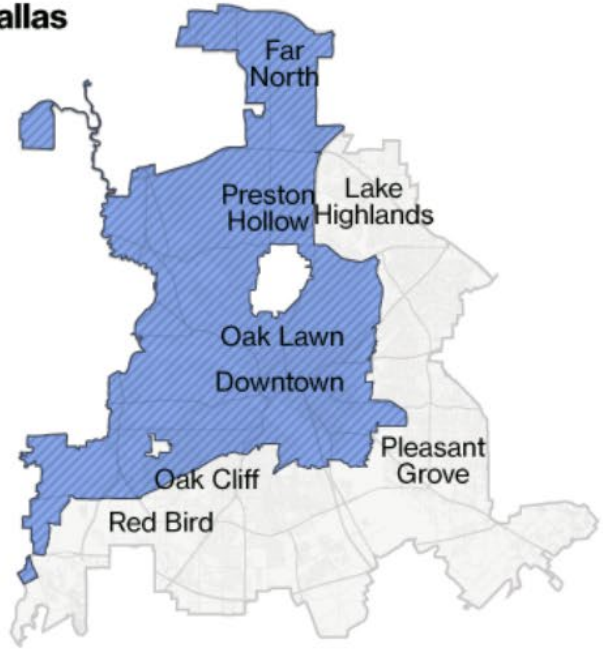 allas
Far
North
Preston
Hollow
Lake
Highlands
Oak Lawn
Downtown
Pleasant
Grove
Oak Cliff
Red Bird